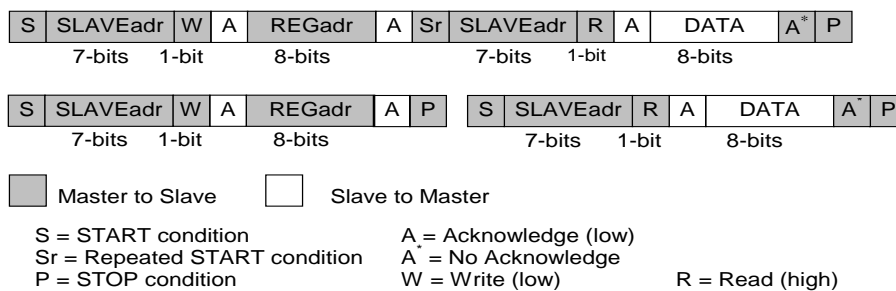 S SLAVEadr W A REGadr A Sr SLAVEadr R A DATA A* P
7-bits 1-bit 8-bits 7-bits 1-bit 8-bits
S SLAVEadr W A REGadr A P S SLAVEadr R A DATA A* P
7-bits 1-bit 8-bits 7-bits 1-bit 8-bits
Master to Slave Slave to Master
S = START condition A = Acknowledge (low)
Sr = Repeated START condition A* = No Acknowledge
P = STOP condition W = Write (low) R = Read (high)